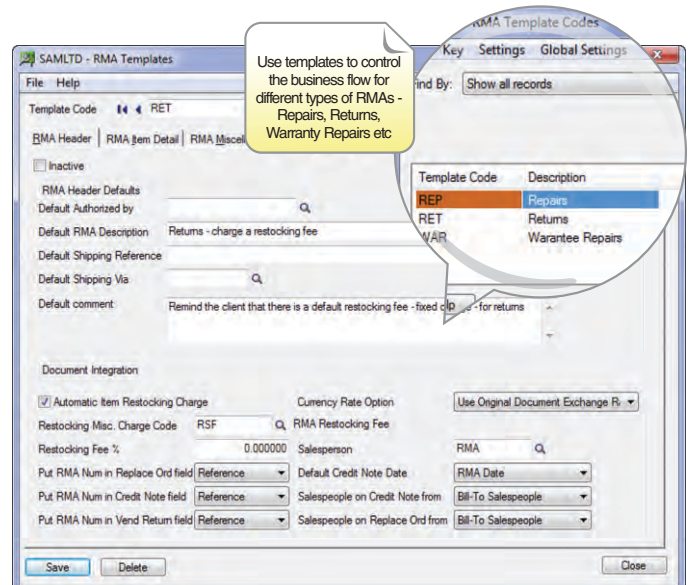 SAMLTD - RMA Templates
File Help
Template Code RET
RMA Header RMA Item Detail RMA
Inactive
RMA Header Defaults
Default Authorized by
Default RMA Description Returns - charge a restocking fee
Default Shipping Reference
Default Shipping Via
Default comment Remind the client that there is a default restocking fee - fixed - for returns
Use templates to control
the business flow for
different types of RMAs -
Repairs, Returns,
Warranty Repairs etc
RMA Template Codes
Key Settings Global Settings
Find By: Show all records
Template Code Description
REP Repairs
RET Returns
WAR Warantee Repairs
Document Integration
Automatic Item Restocking Charge Currency Rate Option Use Original Document Exchange R
Restocking Misc. Charge Code RSF RMA Restocking Fee
Restocking Fee % 0.000000 Salesperson RMA
Put RMA Num in Replace Ord field Reference Default Credit Note Date RMA Date
Put RMA Num in Credit Note field Reference Salespeople on Credit Note from Bill-To Salespeople
Put RMA Num in Vend Return field Reference Salespeople on Replace Ord from Bill-To Salespeople
Save Delete Close